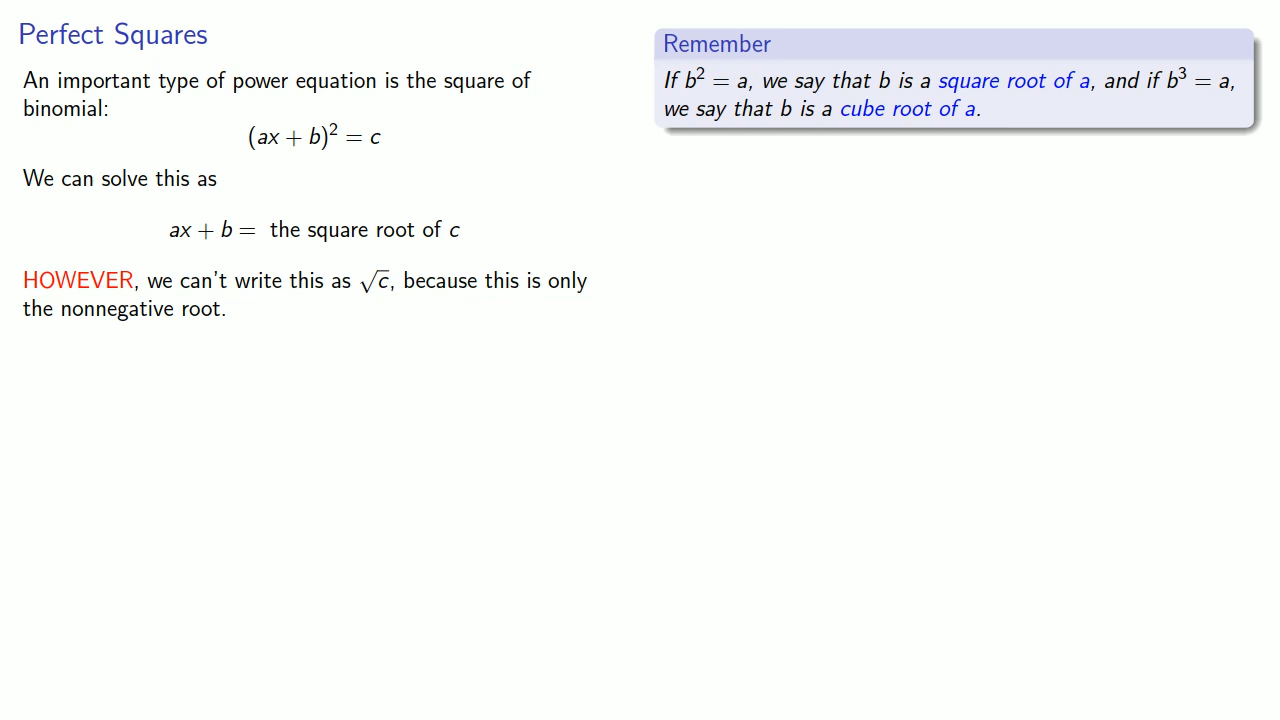 Perfect Squares
An important type of power equation is the square of
binomial:
(ax + b)² = c
We can solve this as
ax + b = the square root of c
HOWEVER, we can't write this as √c, because this is only
the nonnegative root.
Remember
If b² = a, we say that b is a square root of a, and if b³ = a,
we say that b is a cube root of a.